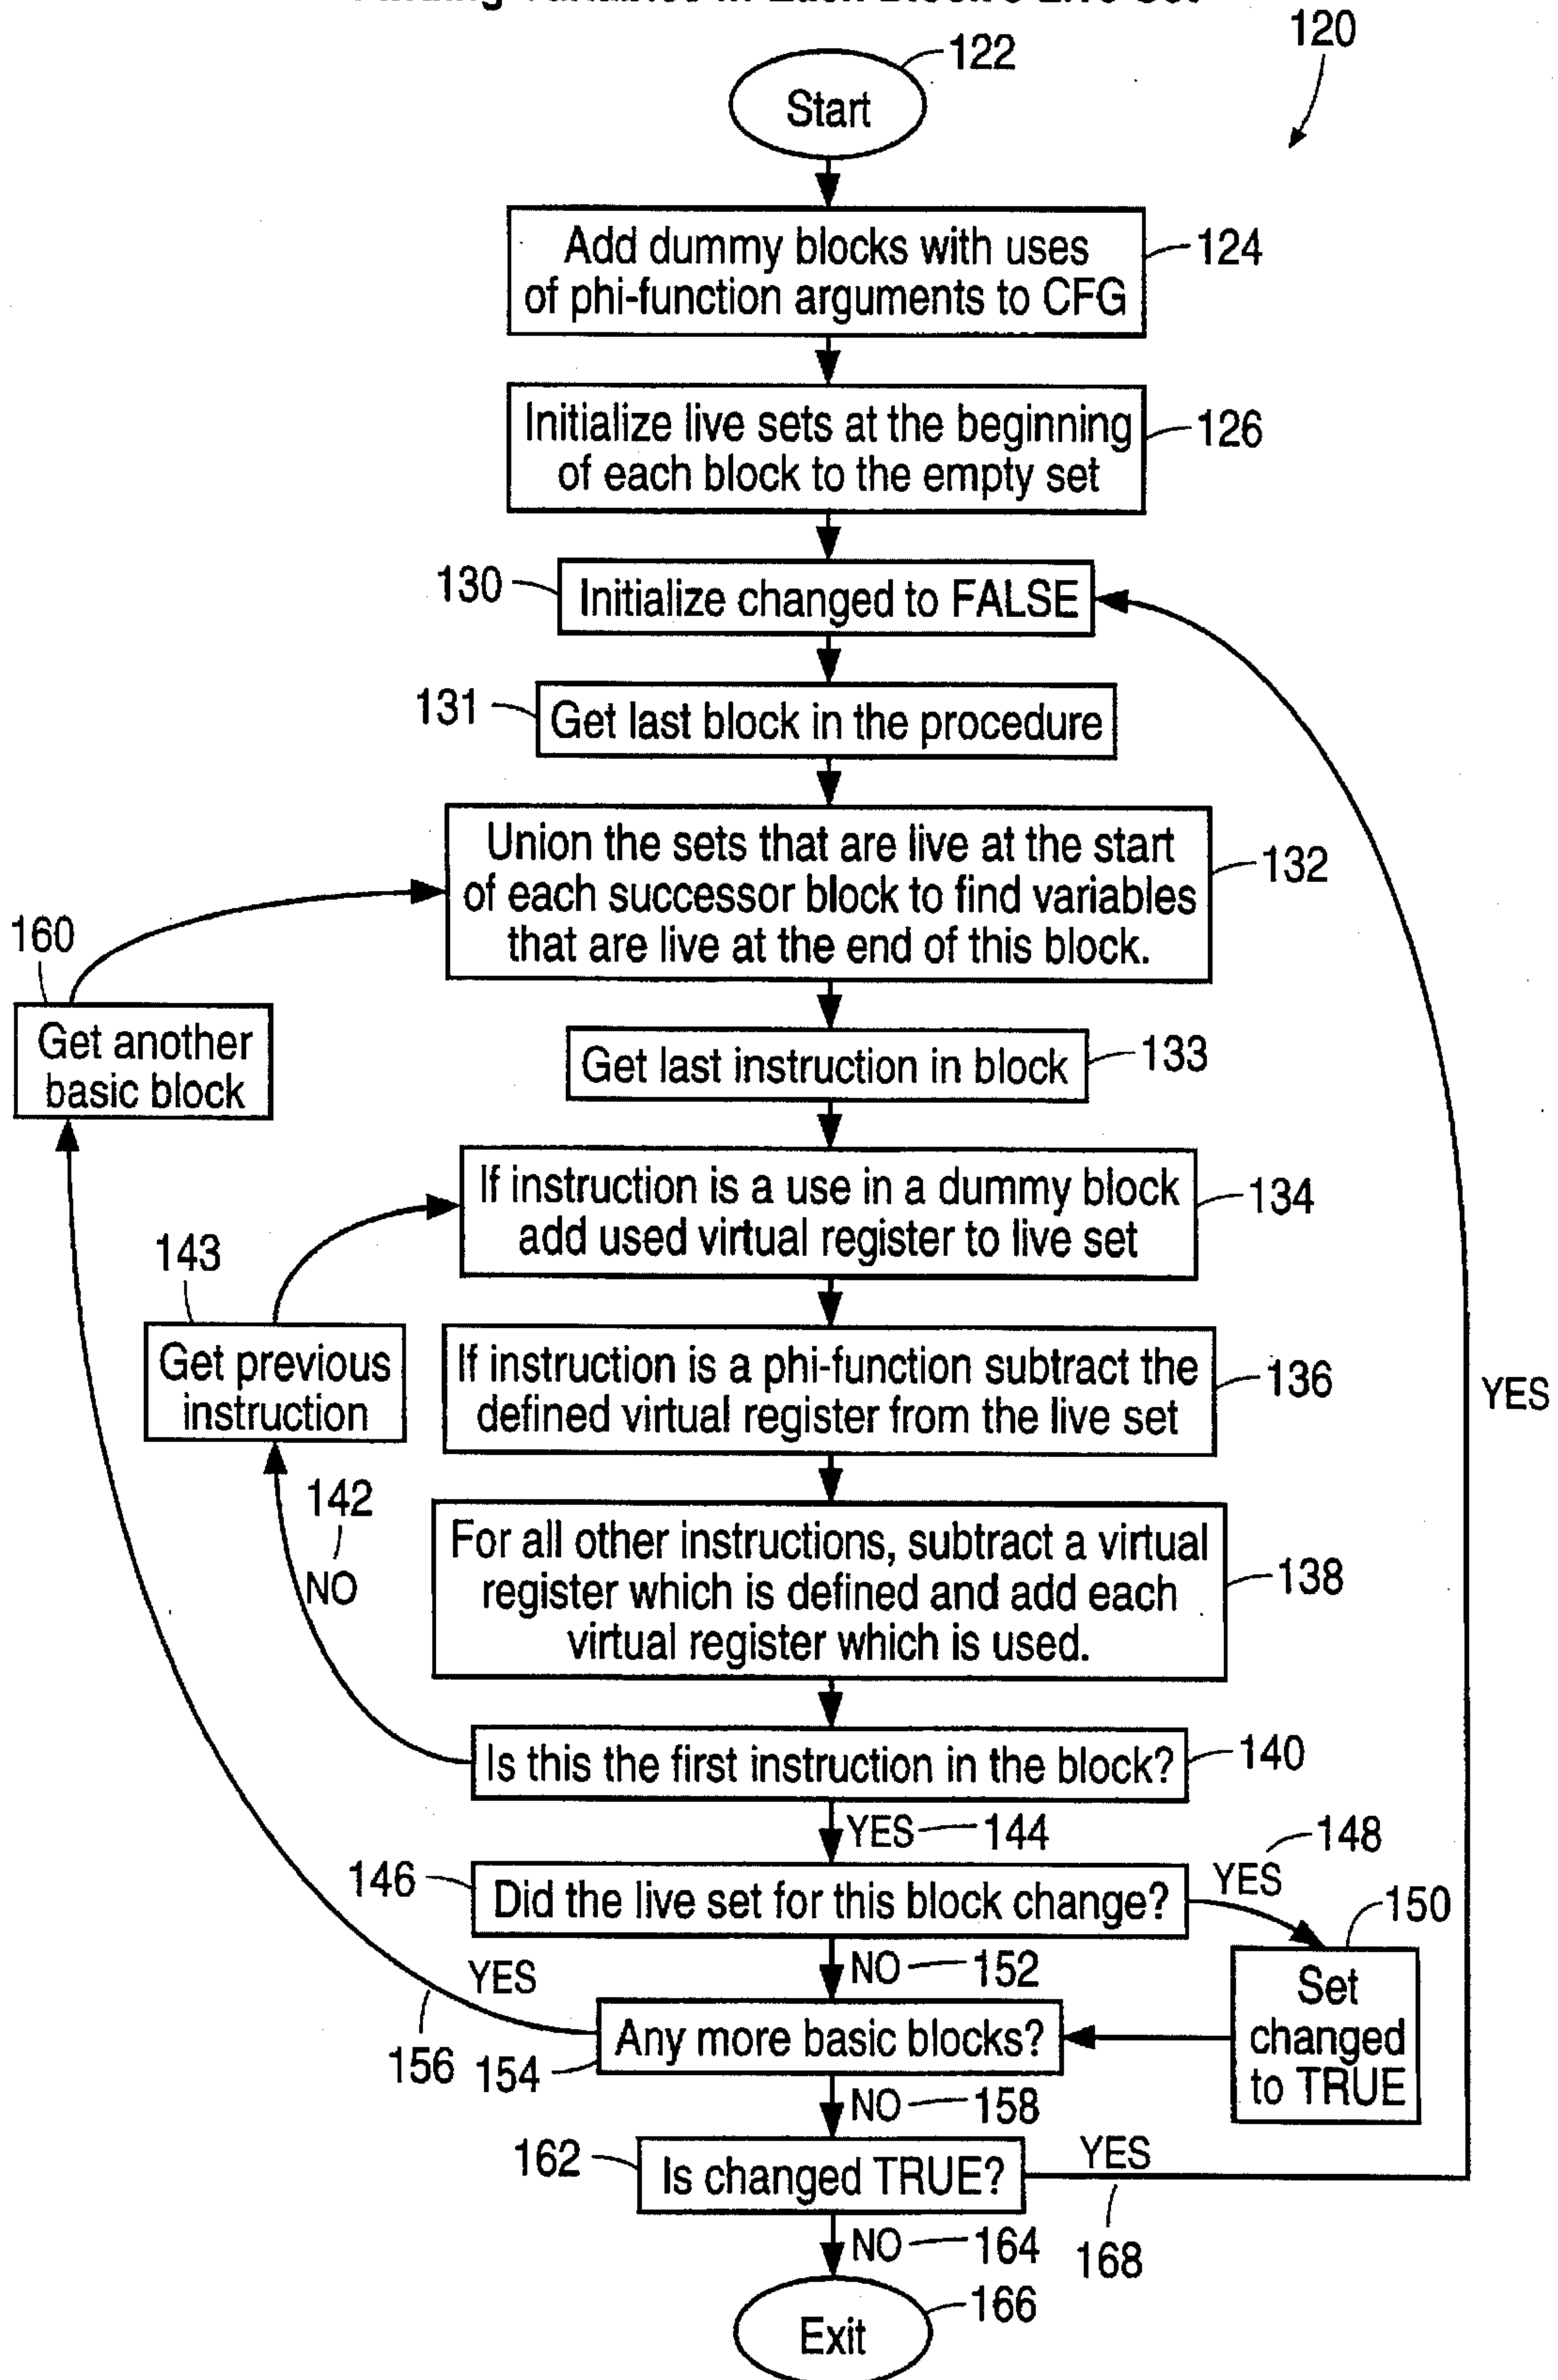 120
122
Start
Add dummy blocks with uses
of phi-function arguments to CFG
124
Initialize live sets at the beginning
of each block to the empty set
126
130
Initialize changed to FALSE
131
Get last block in the procedure
Union the sets that are live at the start
of each successor block to find variables
that are live at the end of this block.
132
160
Get another
basic block
Get last instruction in block
133
If instruction is a use in a dummy block
add used virtual register to live set
134
143
Get previous
instruction
If instruction is a phi-function subtract the
defined virtual register from the live set
136
YES
142
NO
For all other instructions, subtract a virtual
register which is defined and add each
virtual register which is used.
138
Is this the first instruction in the block?
140
YES
144
148
YES
146
Did the live set for this block change?
150
NO
152
Set
changed
to TRUE
YES
156
154
Any more basic blocks?
NO
158
162
Is changed TRUE?
YES
168
NO
164
166
Exit